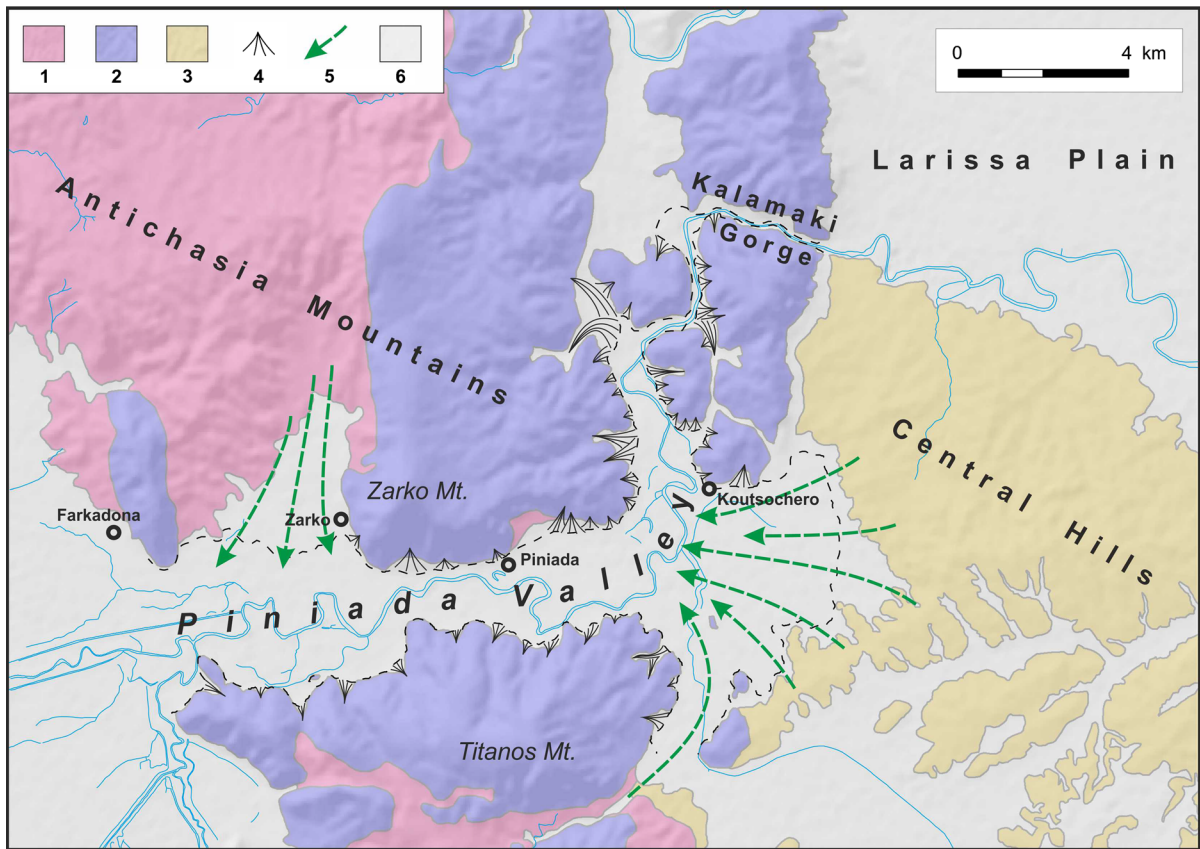 1 2 3 4 5 6
0 4 km
Larissa Plain
Antichasia Mountains
Kalamaki
Gorge
Central Hills
Zarko Mt.
Farkadona
Zarko
Koutsochero
Piniada
Piniada Valley
Titanos Mt.